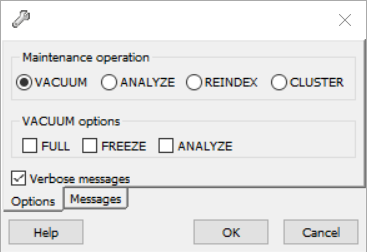 Maintenance operation
VACUUM ANALYZE REINDEX CLUSTER
VACUUM options
FULL FREEZE ANALYZE
Verbose messages
Options Messages
Help OK Cancel